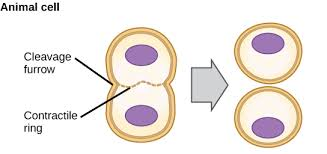 Animal cell
Cleavage
furrow
Contractile
ring